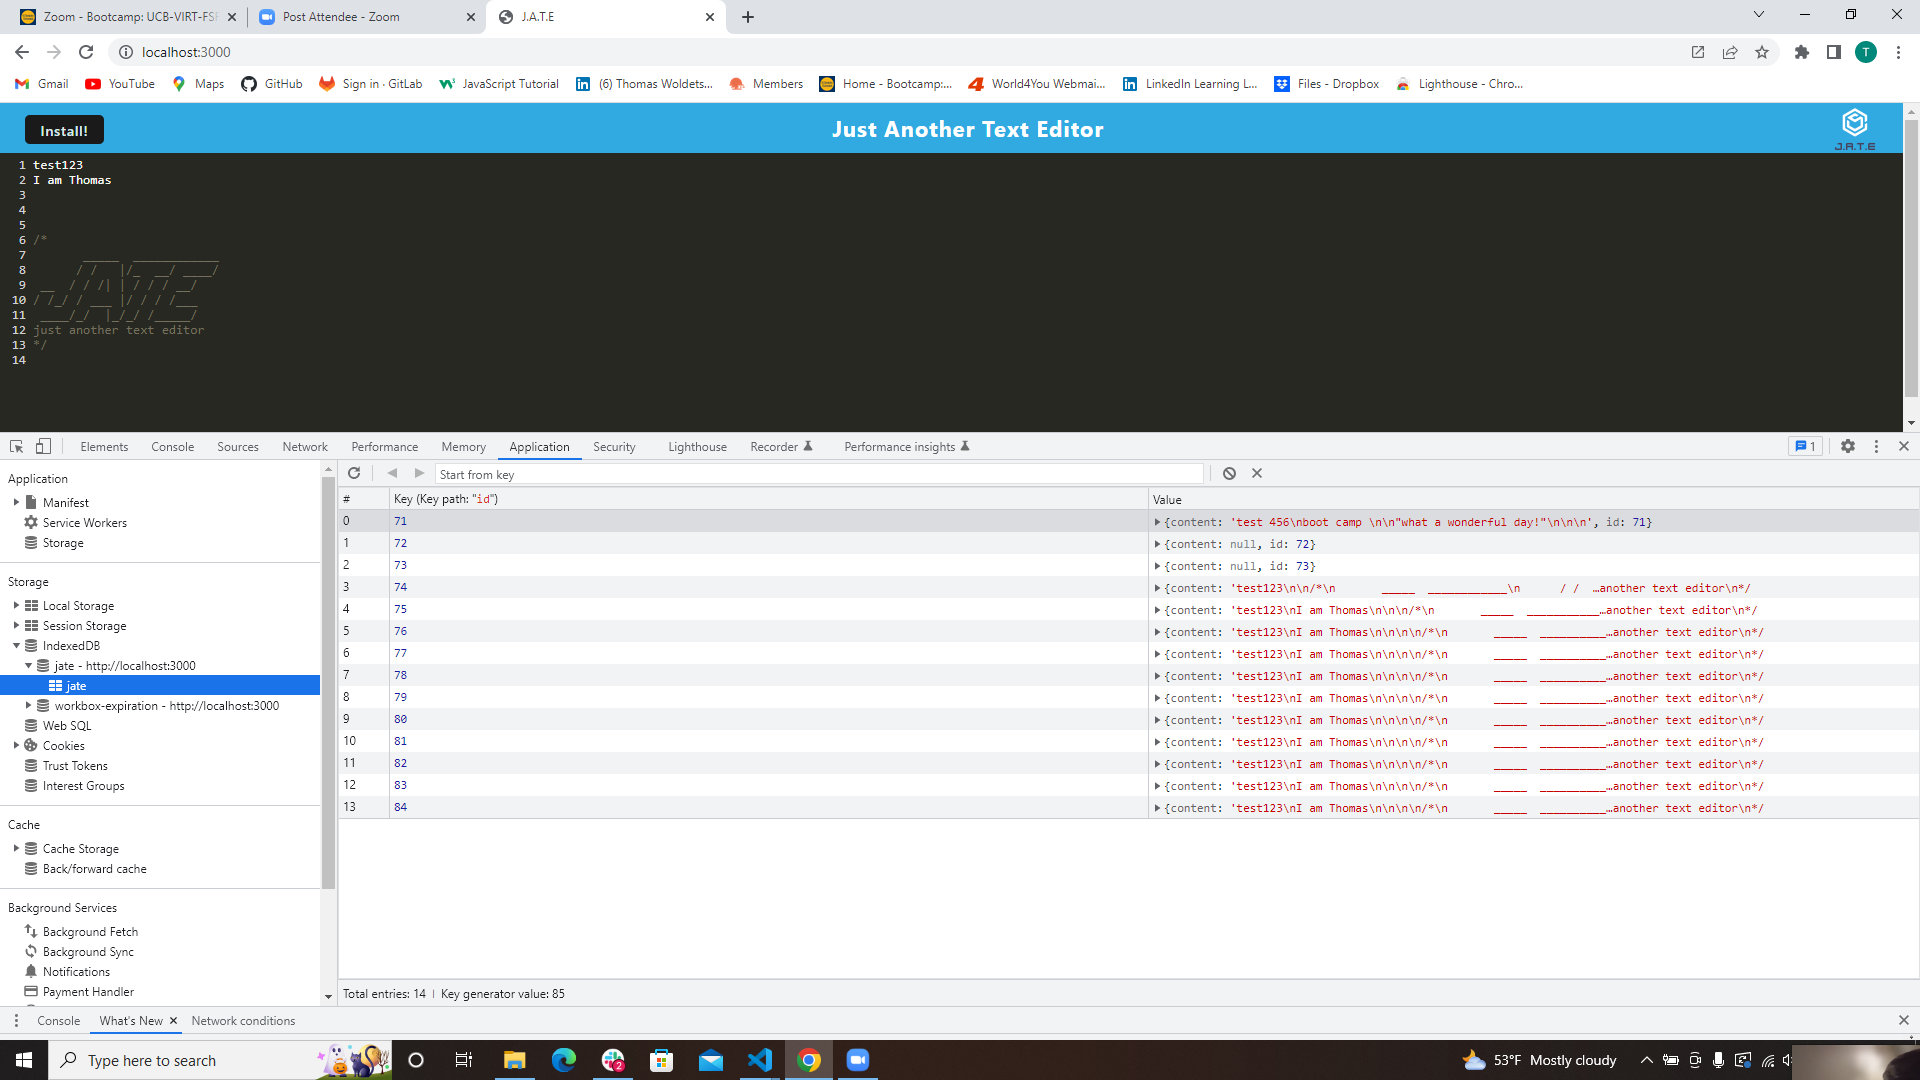 Zoom - Bootcamp: UCB-VIRT-FSF
Post Attendee - Zoom
J.A.T.E
localhost:3000
T
Gmail YouTube Maps GitHub Sign in · GitLab JavaScript Tutorial (6) Thomas Woldets... Members Home - Bootcamp:... World4You Webmai... LinkedIn Learning L... Files - Dropbox Lighthouse - Chro...
Install! Just Another Text Editor
J.A.T.E
1 test123
2 I am Thomas
3
4
5
6 /*
7       _____  ____________
8      / /   |/_  __/ ____/
9  __  / / /| | / / / __/
10 / /_/ / ___ |/ / / /___
11  ____/_/  |_/_/ /_____/
12 just another text editor
13 */
14
Elements Console Sources Network Performance Memory Application Security Lighthouse Recorder Performance insights 1
Application
Manifest
Service Workers
Storage
Storage
Local Storage
Session Storage
IndexedDB
jate - http://localhost:3000
jate
workbox-expiration - http://localhost:3000
Web SQL
Cookies
Trust Tokens
Interest Groups
Cache
Cache Storage
Back/forward cache
Background Services
Background Fetch
Background Sync
Notifications
Payment Handler
Start from key
# Key (Key path: "id") Value
0 71 {content: 'test 456\nboot camp \n\n"what a wonderful day!"\n\n\n', id: 71}
1 72 {content: null, id: 72}
2 73 {content: null, id: 73}
3 74 {content: 'test123\n\n/*\n       _____  ____________\n      / /  …another text editor\n*/
4 75 {content: 'test123\nI am Thomas\n\n\n/*\n       _____  ___________…another text editor\n*/
5 76 {content: 'test123\nI am Thomas\n\n\n\n/*\n       _____  __________…another text editor\n*/
6 77 {content: 'test123\nI am Thomas\n\n\n\n/*\n       _____  __________…another text editor\n*/
7 78 {content: 'test123\nI am Thomas\n\n\n\n/*\n       _____  __________…another text editor\n*/
8 79 {content: 'test123\nI am Thomas\n\n\n\n/*\n       _____  __________…another text editor\n*/
9 80 {content: 'test123\nI am Thomas\n\n\n\n/*\n       _____  __________…another text editor\n*/
10 81 {content: 'test123\nI am Thomas\n\n\n\n/*\n       _____  __________…another text editor\n*/
11 82 {content: 'test123\nI am Thomas\n\n\n\n/*\n       _____  __________…another text editor\n*/
12 83 {content: 'test123\nI am Thomas\n\n\n\n/*\n       _____  __________…another text editor\n*/
13 84 {content: 'test123\nI am Thomas\n\n\n\n/*\n       _____  __________…another text editor\n*/
Total entries: 14 Key generator value: 85
Console What's New Network conditions
Type here to search 2 53°F Mostly cloudy